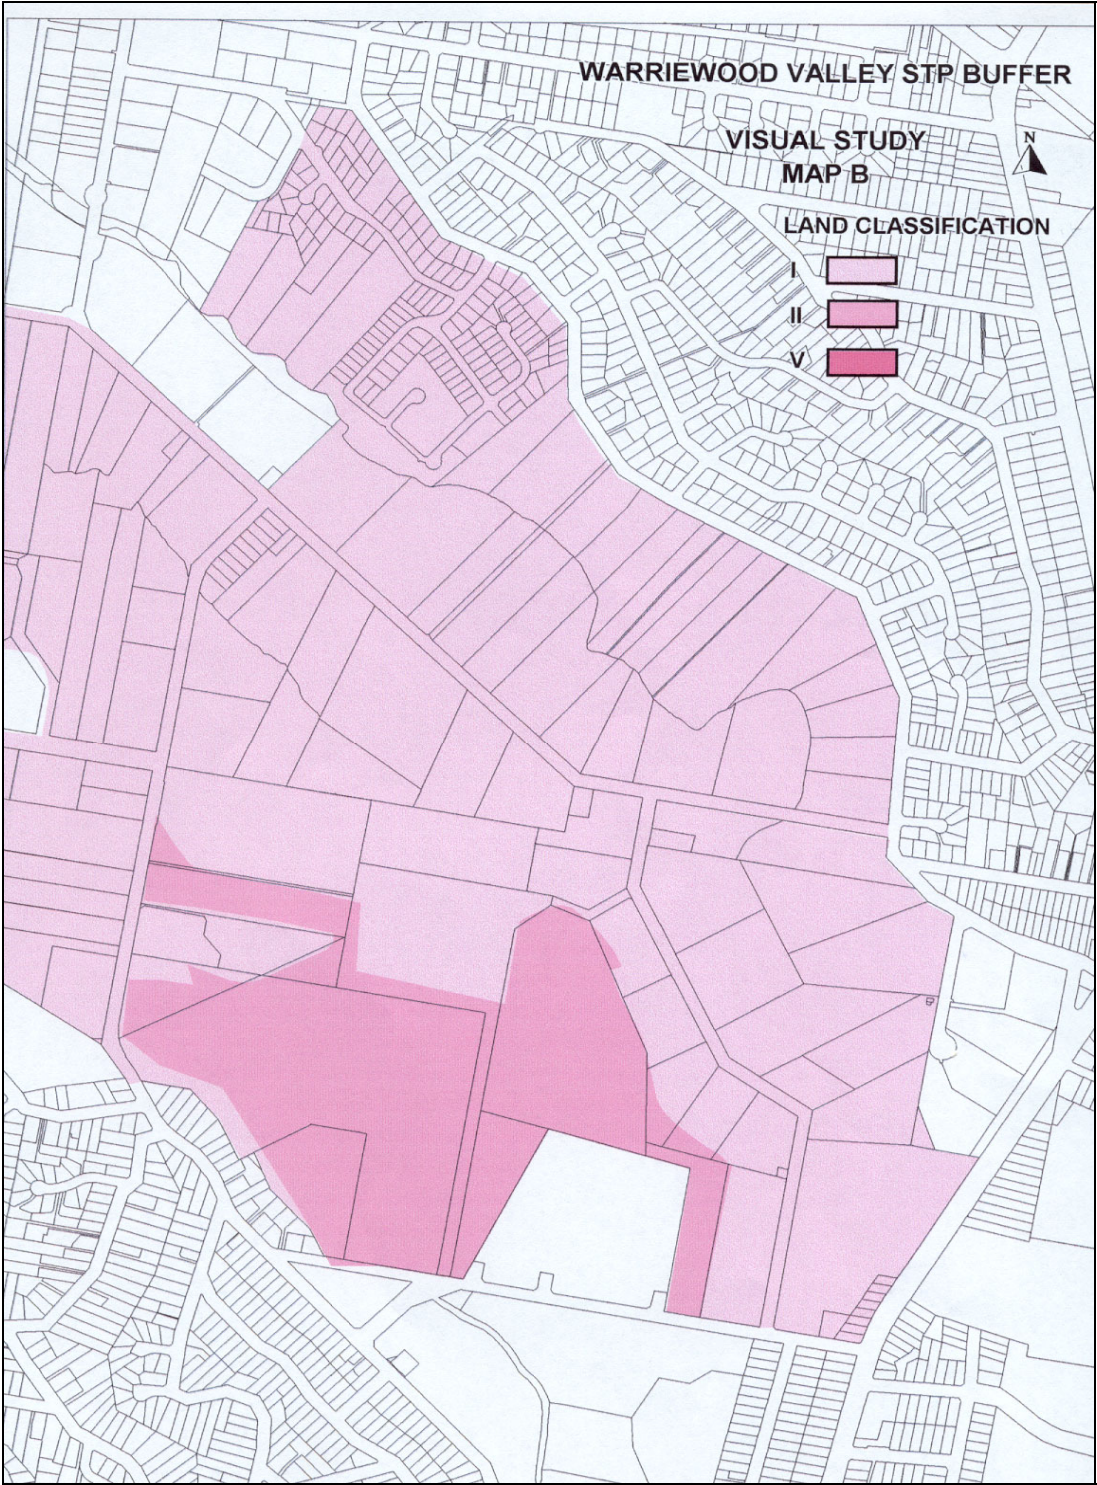 WARRIEWOOD VALLEY STP BUFFER
VISUAL STUDY
MAP B
N
LAND CLASSIFICATION
I
II
V